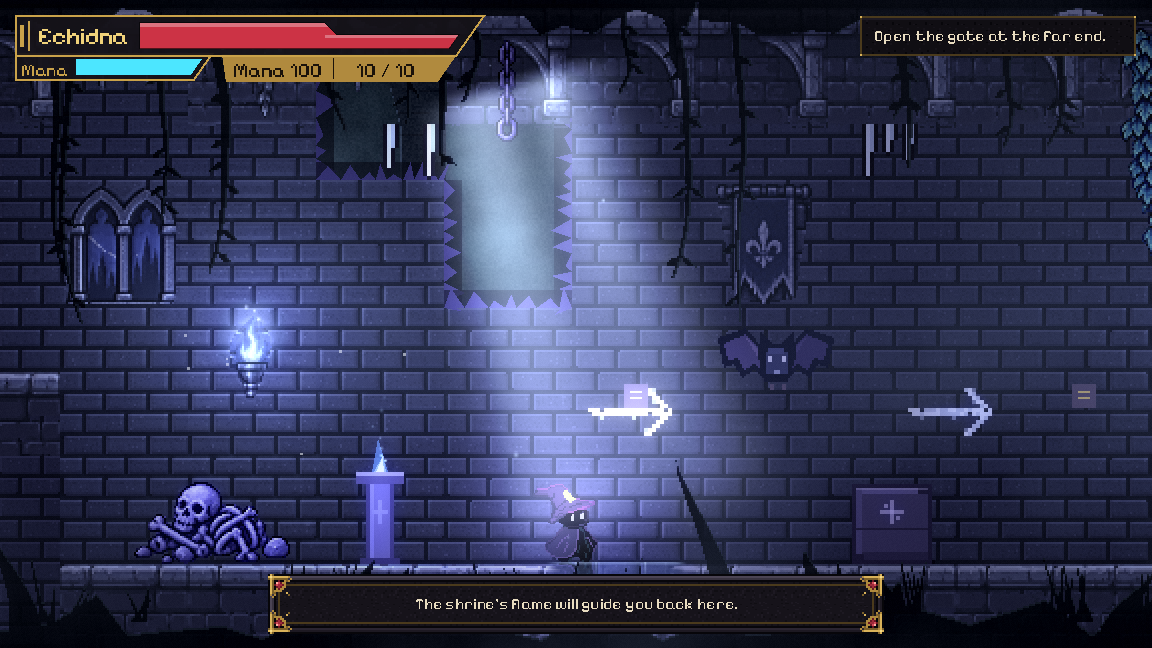 Echidna
Open the gate at the far end.
Mana
Mana 100
10 / 10
=
=
The shrine's flame will guide you back here.